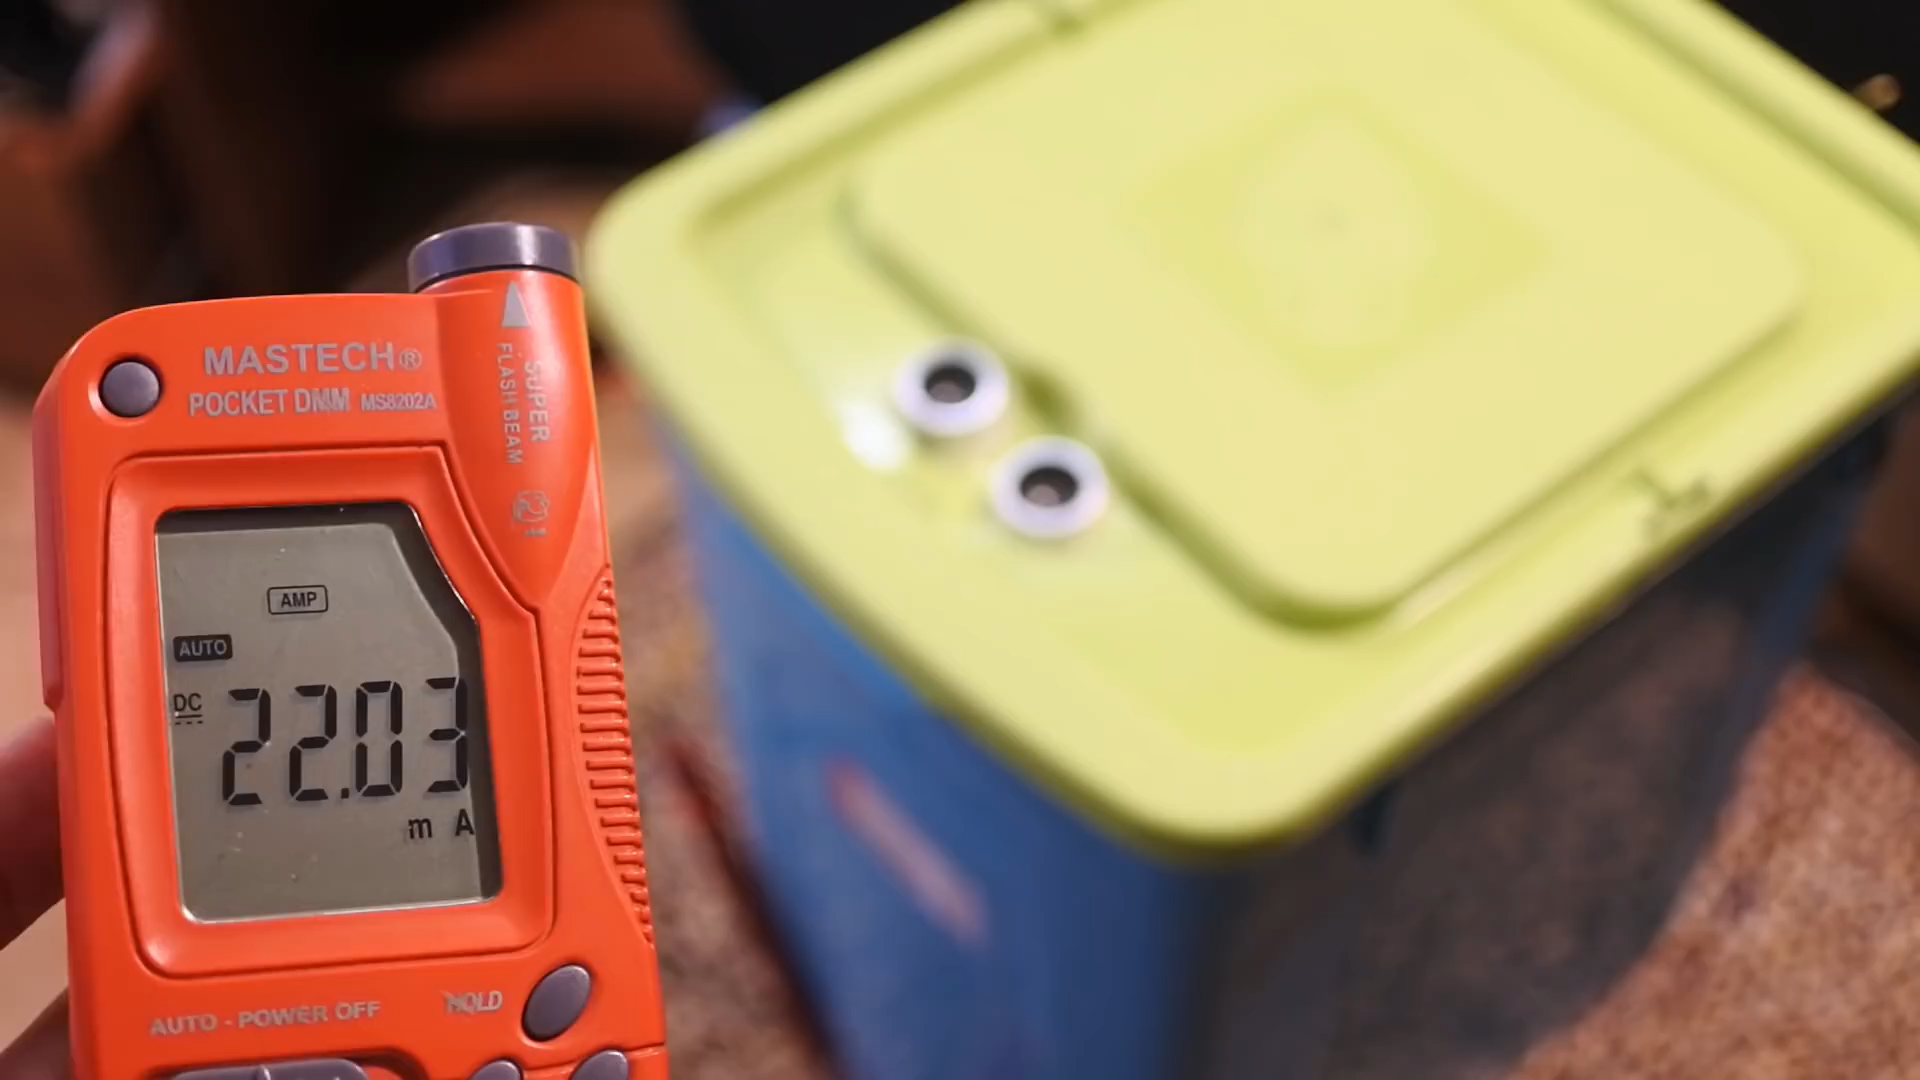 MASTECH®
POCKET DMM MS8202A
SUPER
FLASH BEAM
AMP
AUTO
DC
22.03
m A
AUTO - POWER OFF
HOLD